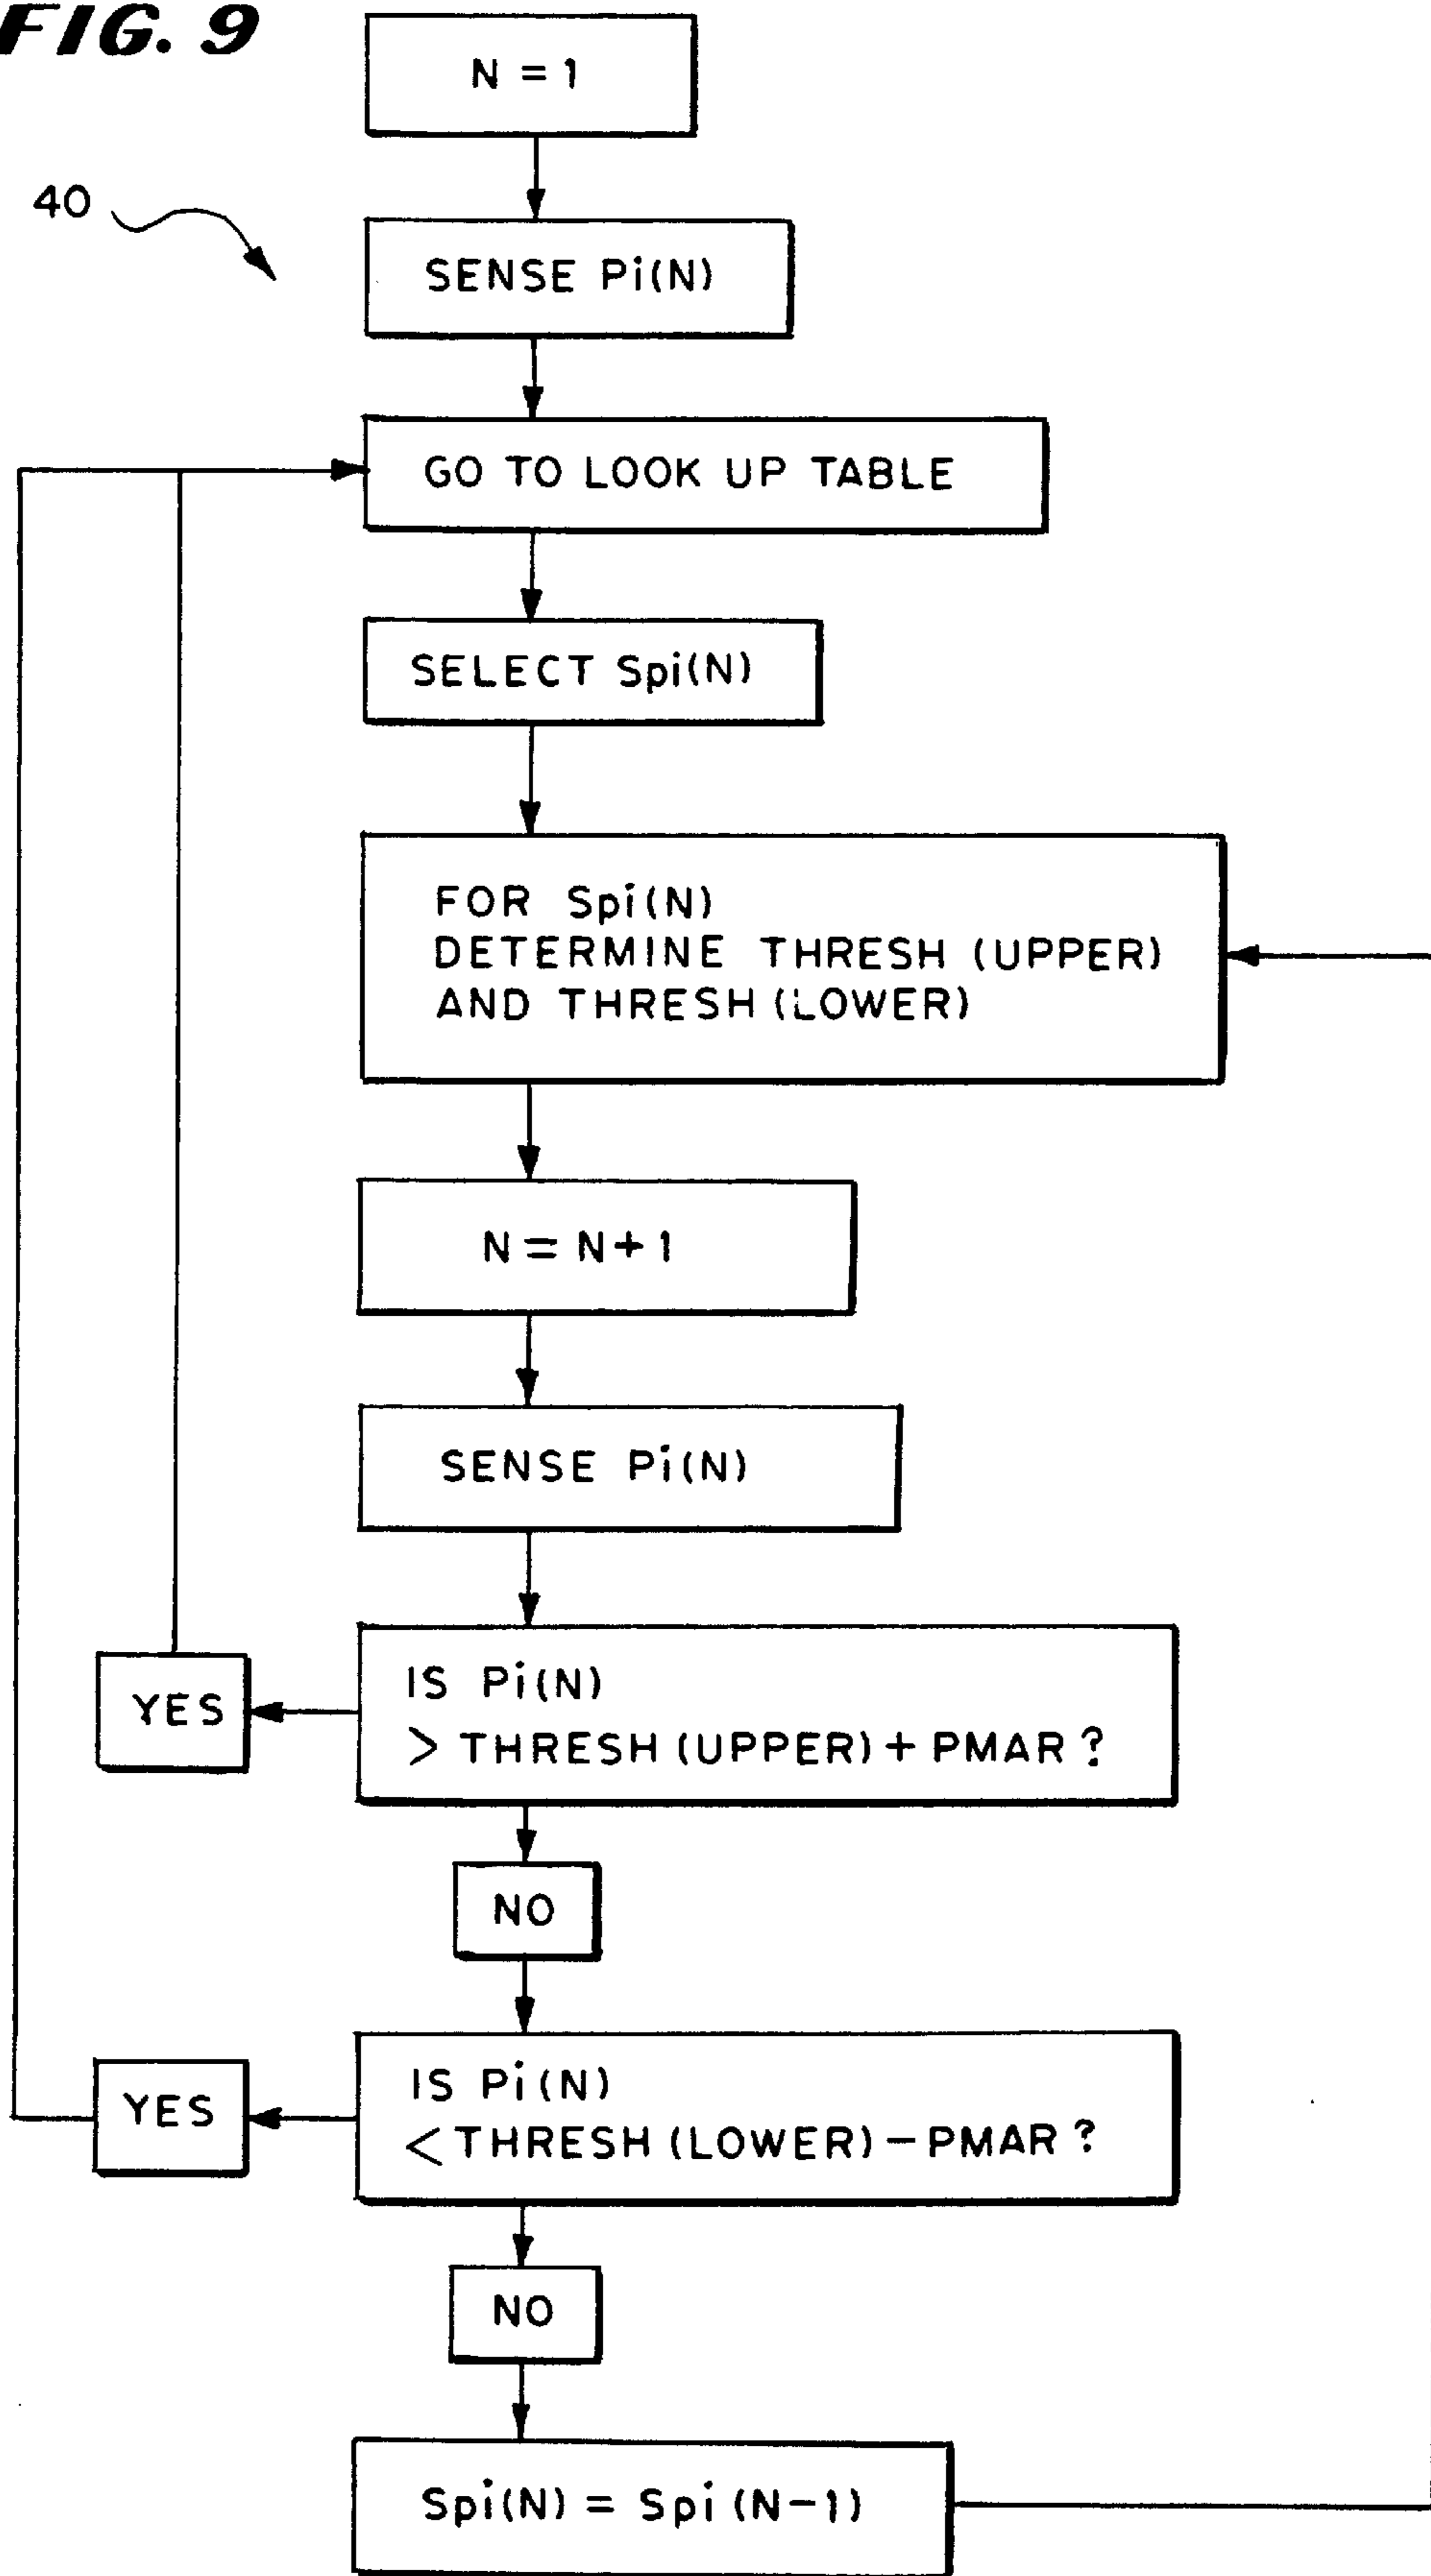 FIG. 9
N = 1
40
SENSE Pi(N)
GO TO LOOK UP TABLE
SELECT Spi(N)
FOR Spi(N)
DETERMINE THRESH (UPPER)
AND THRESH (LOWER)
N = N + 1
SENSE Pi(N)
IS Pi(N)
> THRESH (UPPER) + PMAR ?
YES
NO
IS Pi(N)
< THRESH (LOWER) – PMAR ?
YES
NO
Spi(N) = Spi (N–1)